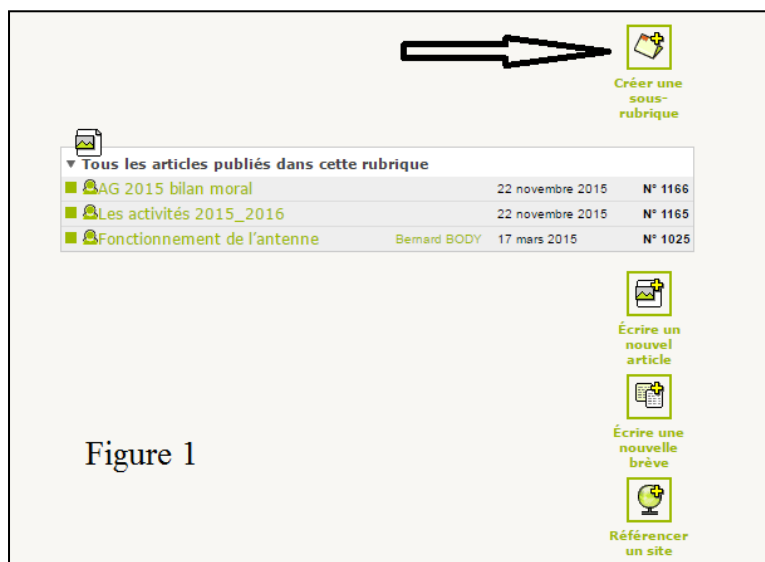 Créer une
sous-
rubrique
Tous les articles publiés dans cette rubrique
AG 2015 bilan moral 22 novembre 2015 N° 1166
Les activités 2015_2016 22 novembre 2015 N° 1165
Fonctionnement de l'antenne Bernard BODY 17 mars 2015 N° 1025
Écrire un
nouvel
article
Écrire une
nouvelle
brève
Figure 1
Référencer
un site